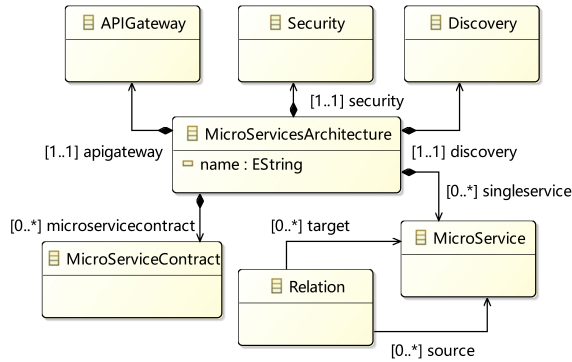 APIGateway
Security
Discovery
[1..1] security
MicroServicesArchitecture
[1..1] apigateway
[1..1] discovery
name : EString
[0..*] singleservice
[0..*] microservicecontract
[0..*] target
MicroService
MicroServiceContract
Relation
[0..*] source